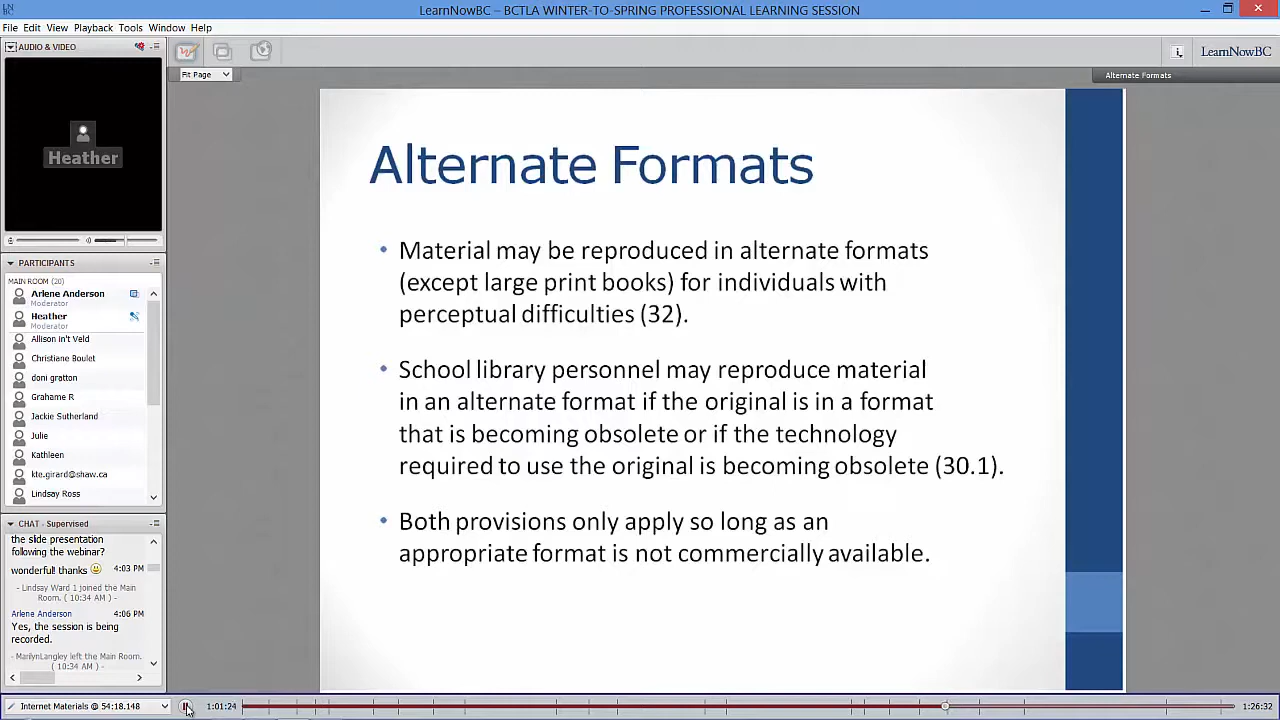 LearnNowBC – BCTLA WINTER-TO-SPRING PROFESSIONAL LEARNING SESSION
File Edit View Playback Tools Window Help
AUDIO & VIDEO
LearnNowBC
Fit Page
Alternate Formats
Heather
PARTICIPANTS
MAIN ROOM (20)
Arlene Anderson
Moderator
Heather
Moderator
Allison in't Veld
Christiane Boulet
doni gratton
Grahame R
Jackie Sutherland
Julie
Kathleen
kte.girard@shaw.ca
Lindsay Ross
CHAT - Supervised
the slide presentation
following the webinar?
wonderful! thanks 4:03 PM
- Lindsay Ward 1 joined the Main
Room. ( 10:34 AM ) -
Arlene Anderson 4:06 PM
Yes, the session is being
recorded.
- MarilynLangley left the Main Room.
( 10:34 AM ) -
Alternate Formats
• Material may be reproduced in alternate formats
(except large print books) for individuals with
perceptual difficulties (32).
• School library personnel may reproduce material
in an alternate format if the original is in a format
that is becoming obsolete or if the technology
required to use the original is becoming obsolete (30.1).
• Both provisions only apply so long as an
appropriate format is not commercially available.
Internet Materials @ 54:18.148
1:01:24
1:26:32